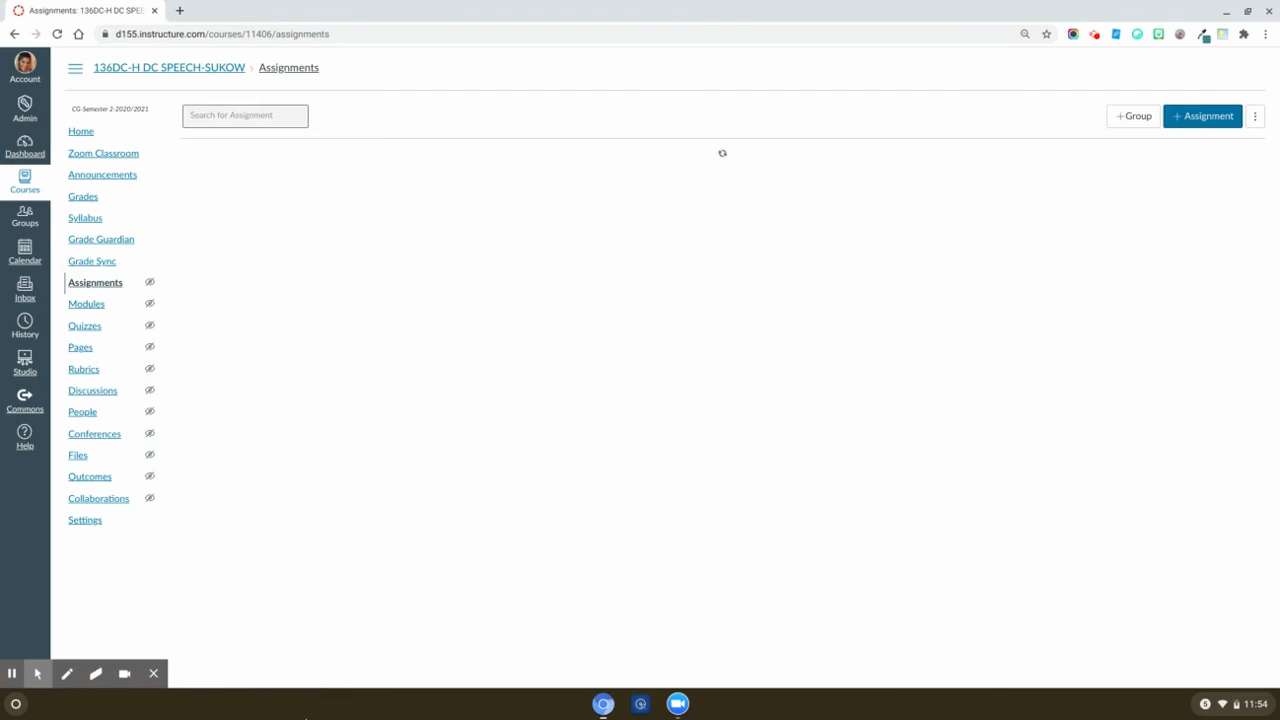 Assignments: 136DC-H DC SPEE
d155.instructure.com/courses/11406/assignments
136DC-H DC SPEECH-SUKOW › Assignments
Account
Admin
Dashboard
Courses
Groups
Calendar
Inbox
History
Studio
Commons
Help
CG-Semester 2-2020/2021
Home
Zoom Classroom
Announcements
Grades
Syllabus
Grade Guardian
Grade Sync
Assignments
Modules
Quizzes
Pages
Rubrics
Discussions
People
Conferences
Files
Outcomes
Collaborations
Settings
Search for Assignment
+Group
+ Assignment
5
11:54